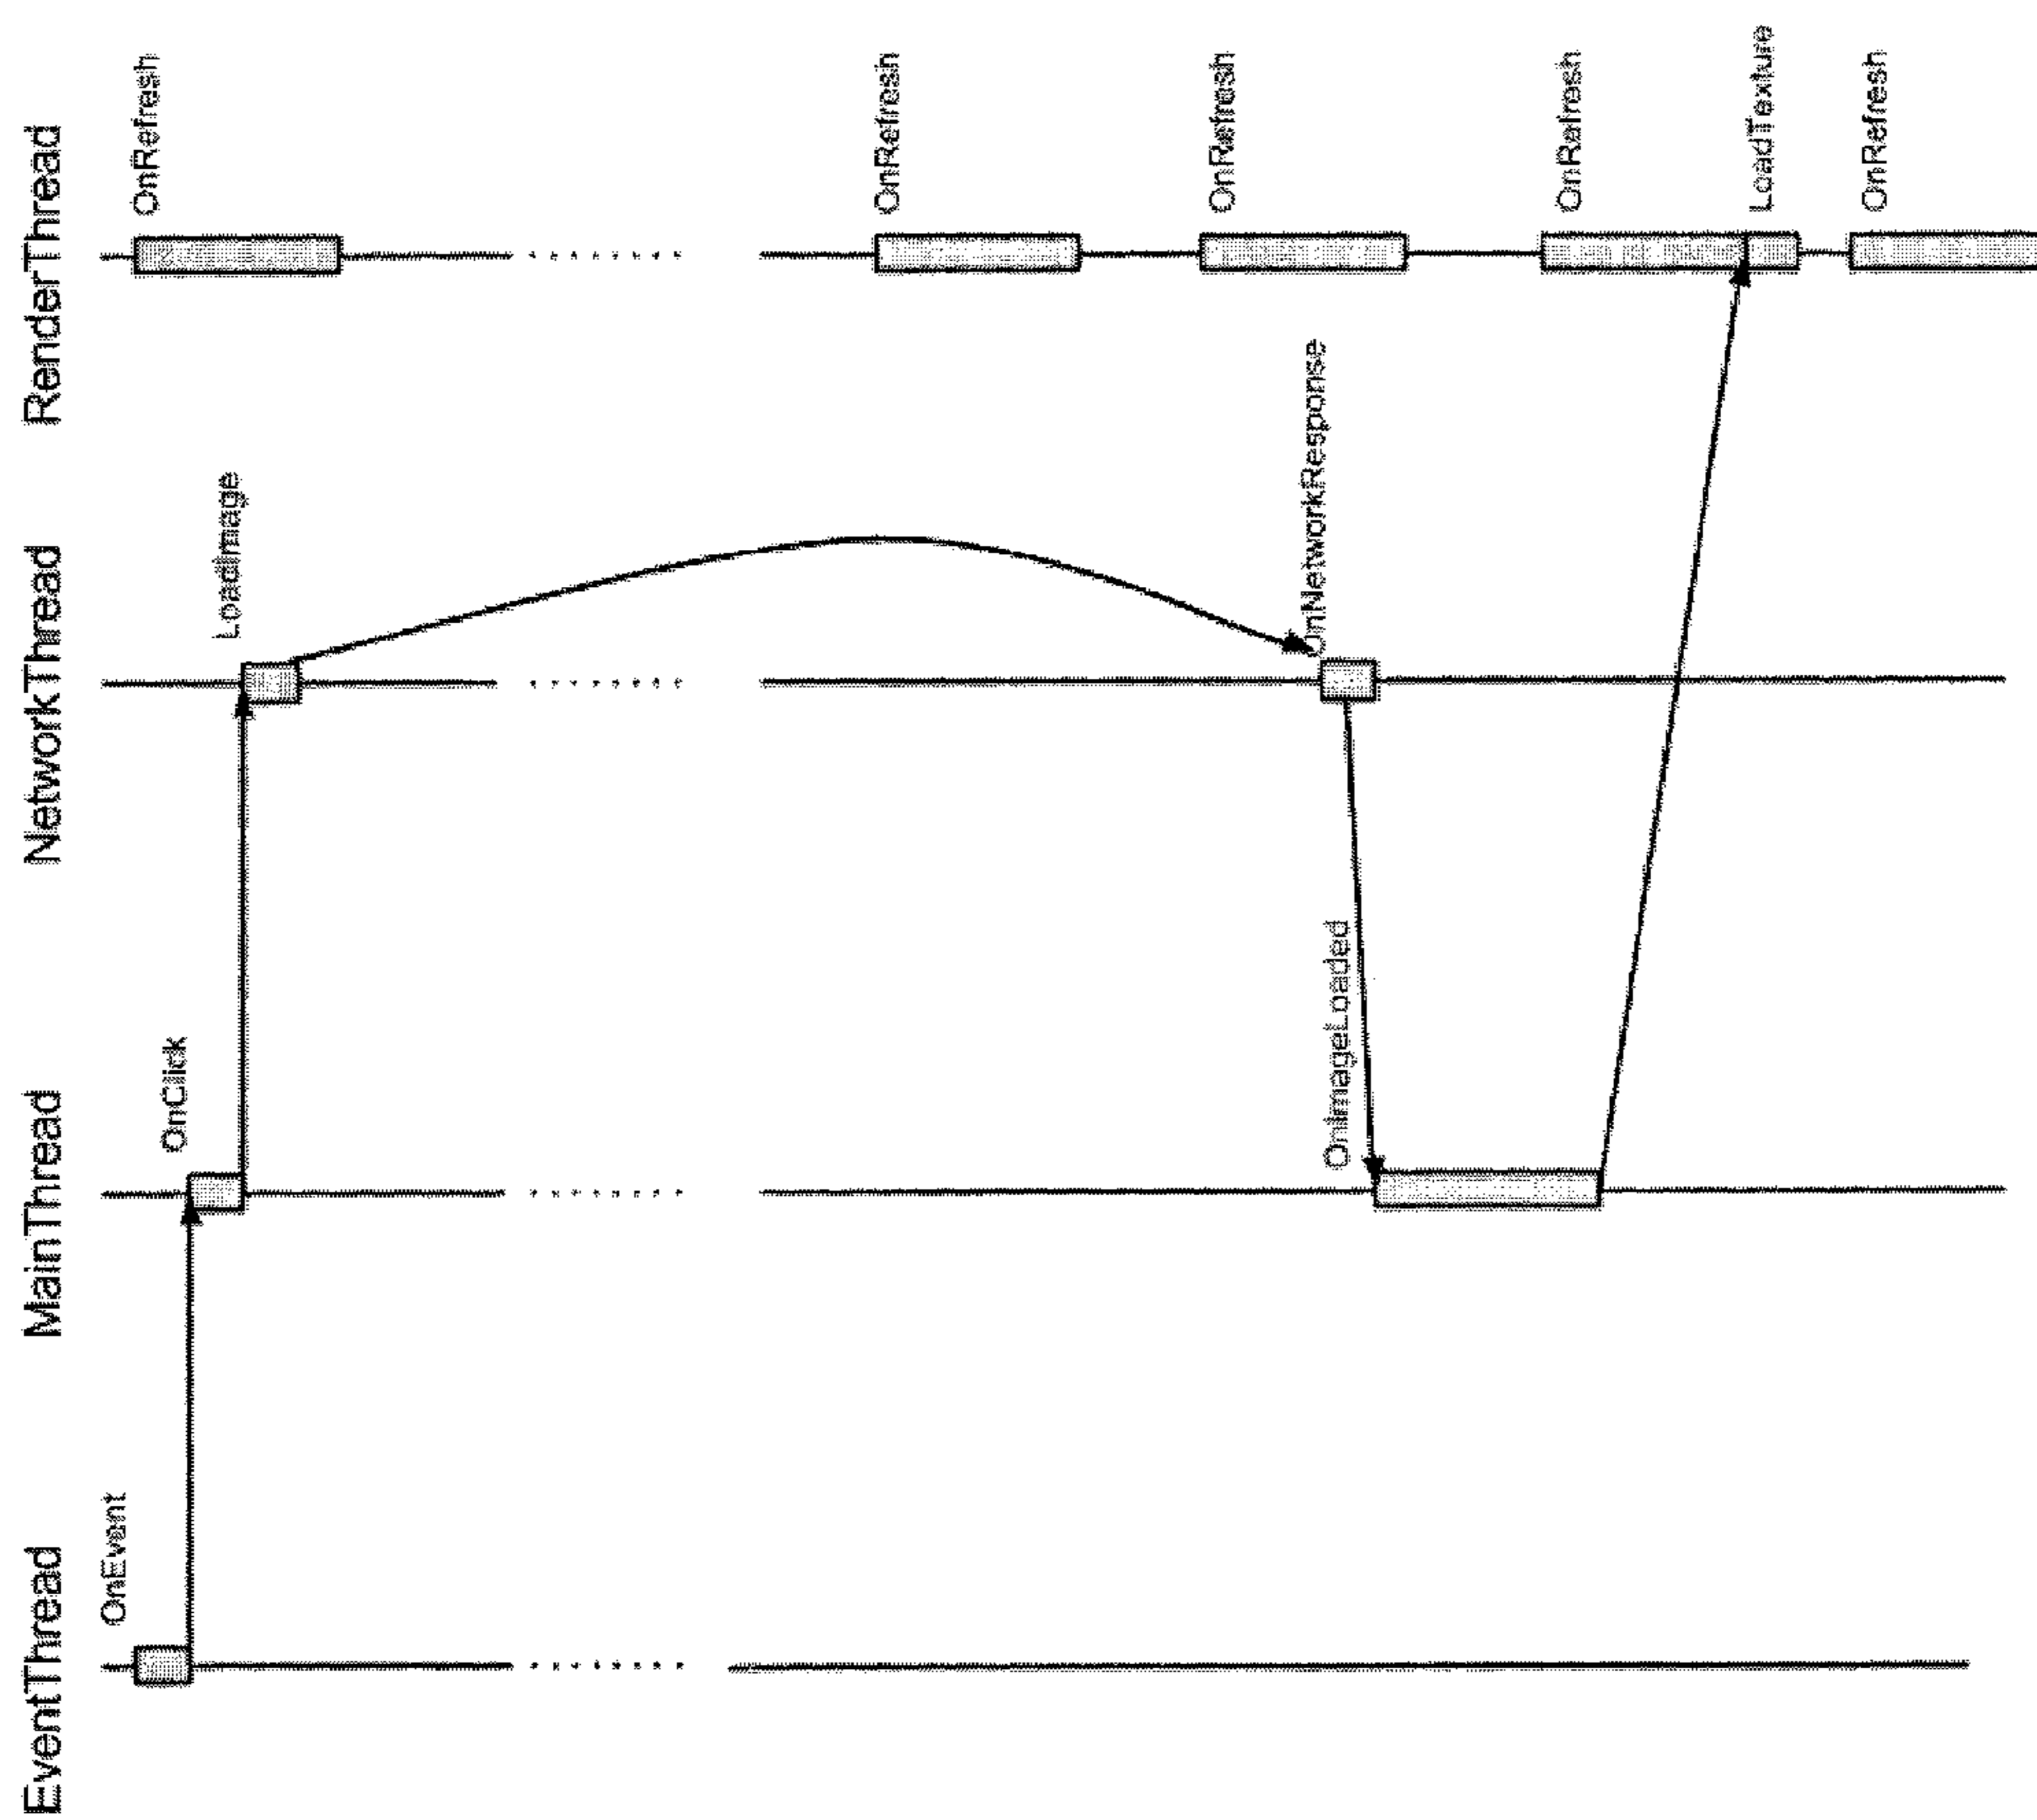 EventThread
MainThread
NetworkThread
RenderThread
OnEvent
OnClick
LoadImage
OnRefresh
OnRefresh
OnRefresh
OnNetworkResponse
OnImageLoaded
OnRefresh
LoadTexture
OnRefresh